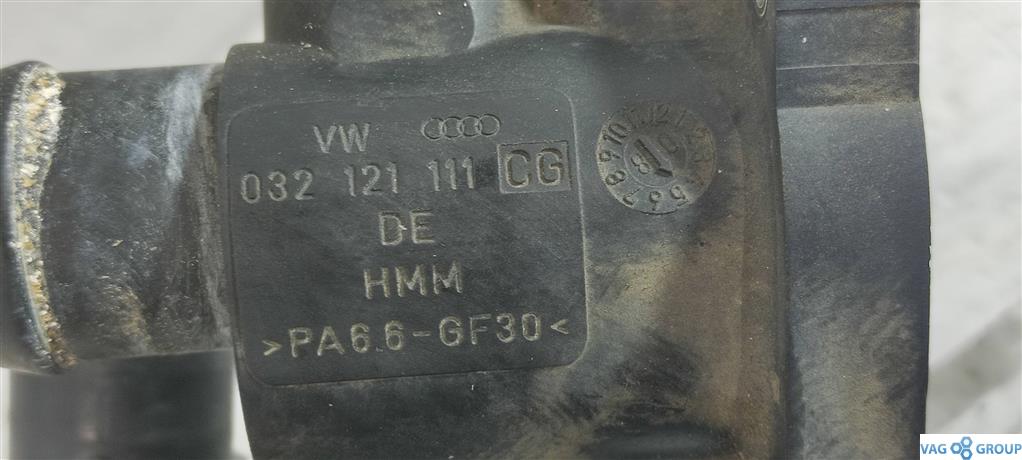 VW
032 121 111 CG
DE
HMM
>PA6.6-GF30<
VAG GROUP